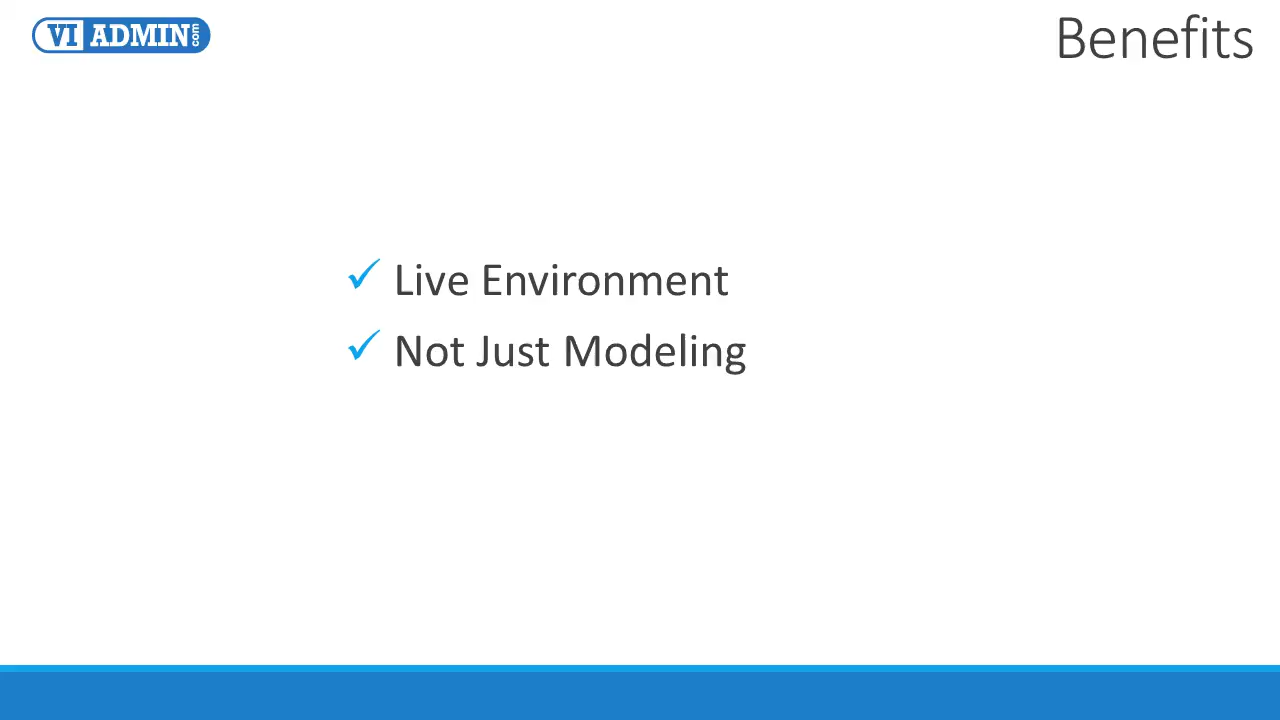 VI ADMIN.com
Benefits
✓ Live Environment
✓ Not Just Modeling